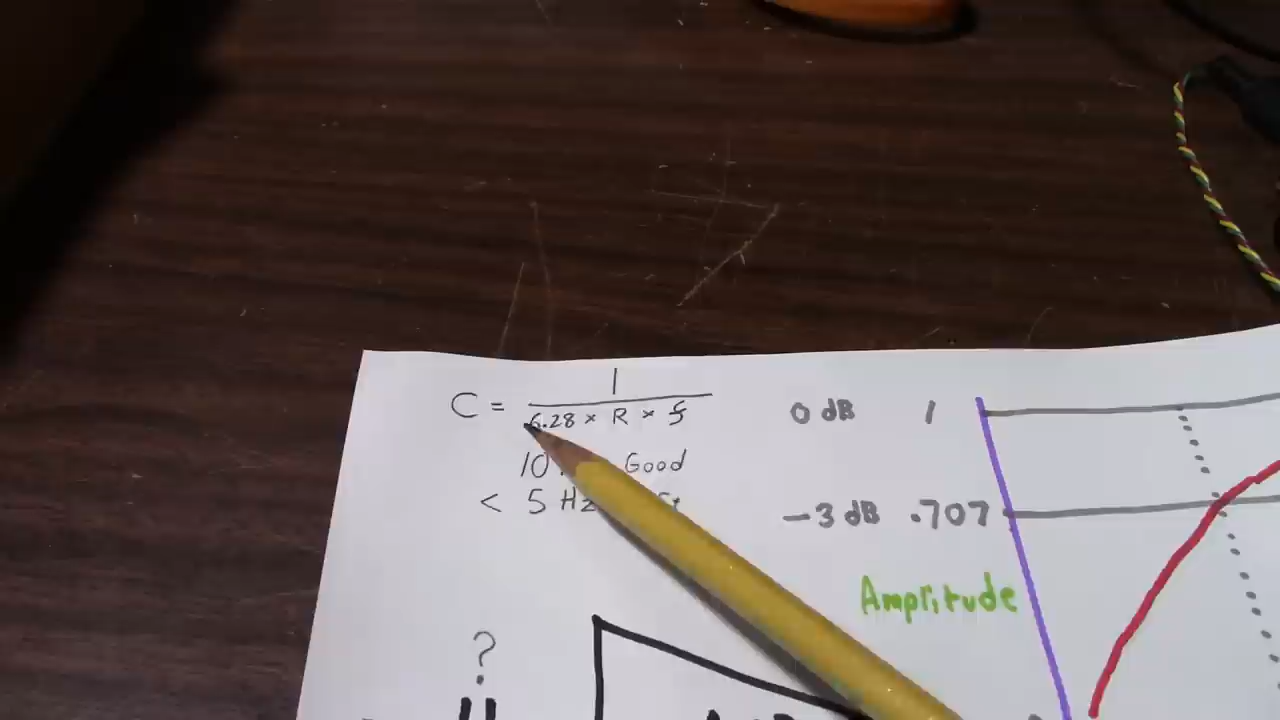 C = 1
6.28 × R × f
10 Good
< 5 Hz
0 dB 1
-3 dB .707
Amplitude
?